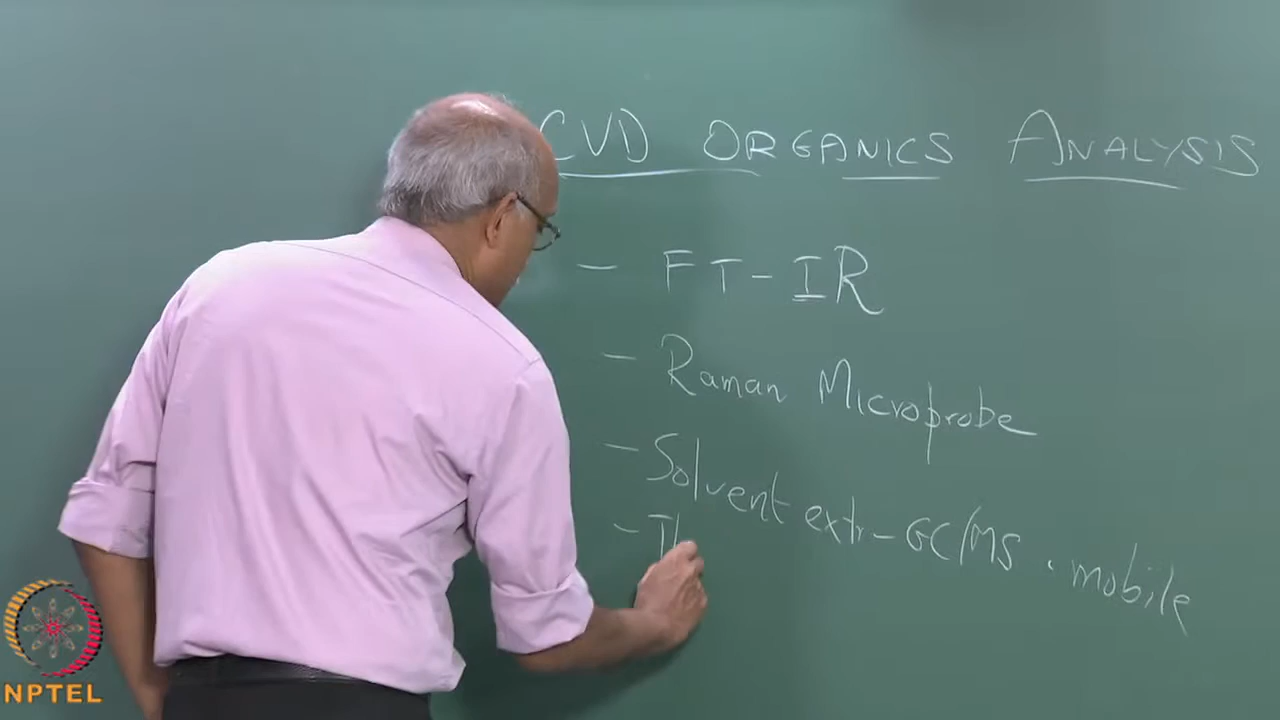 CVD ORGANICS ANALYSIS
- FT-IR
- Raman Microprobe
- Solvent extr-GC/MS · mobile
NPTEL